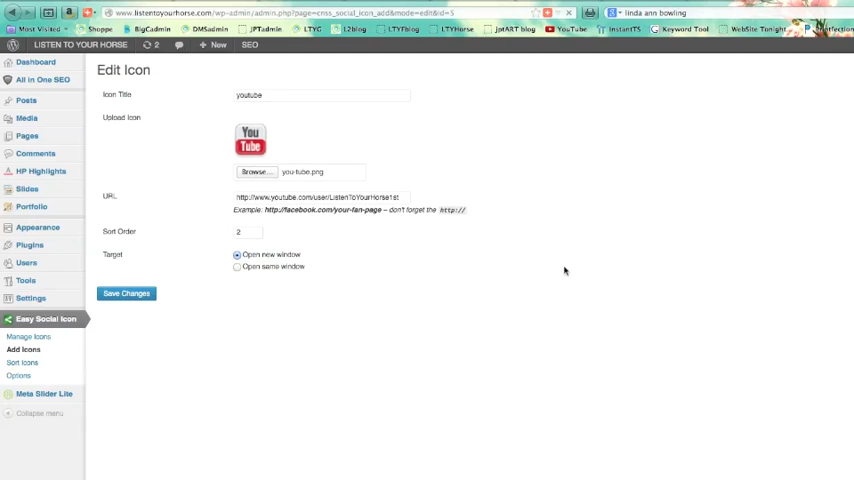 www.listentoyourhorse.com/wp-admin/admin.php?page=cnss_social_icon_add&mode=edit&id=5 linda ann bowling
Most Visited Shoppe BigCadmin DMSadmin JPTadmin LTYG L2blog LTYFblog LTYHorse JptART blog YouTube InstantTS Keyword Tool WebSite Tonight
LISTEN TO YOUR HORSE 2 + New SEO
Dashboard
All in One SEO
Posts
Media
Pages
Comments
HP Highlights
Slides
Portfolio
Appearance
Plugins
Users
Tools
Settings
Easy Social Icon
Manage Icons
Add Icons
Sort Icons
Options
Meta Slider Lite
Collapse menu
Edit Icon
Icon Title youtube
Upload Icon
You
Tube
Browse... you-tube.png
URL http://www.youtube.com/user/ListenToYourHorse1st
Example: http://facebook.com/your-fan-page – don't forget the http://
Sort Order 2
Target Open new window
Open same window
Save Changes